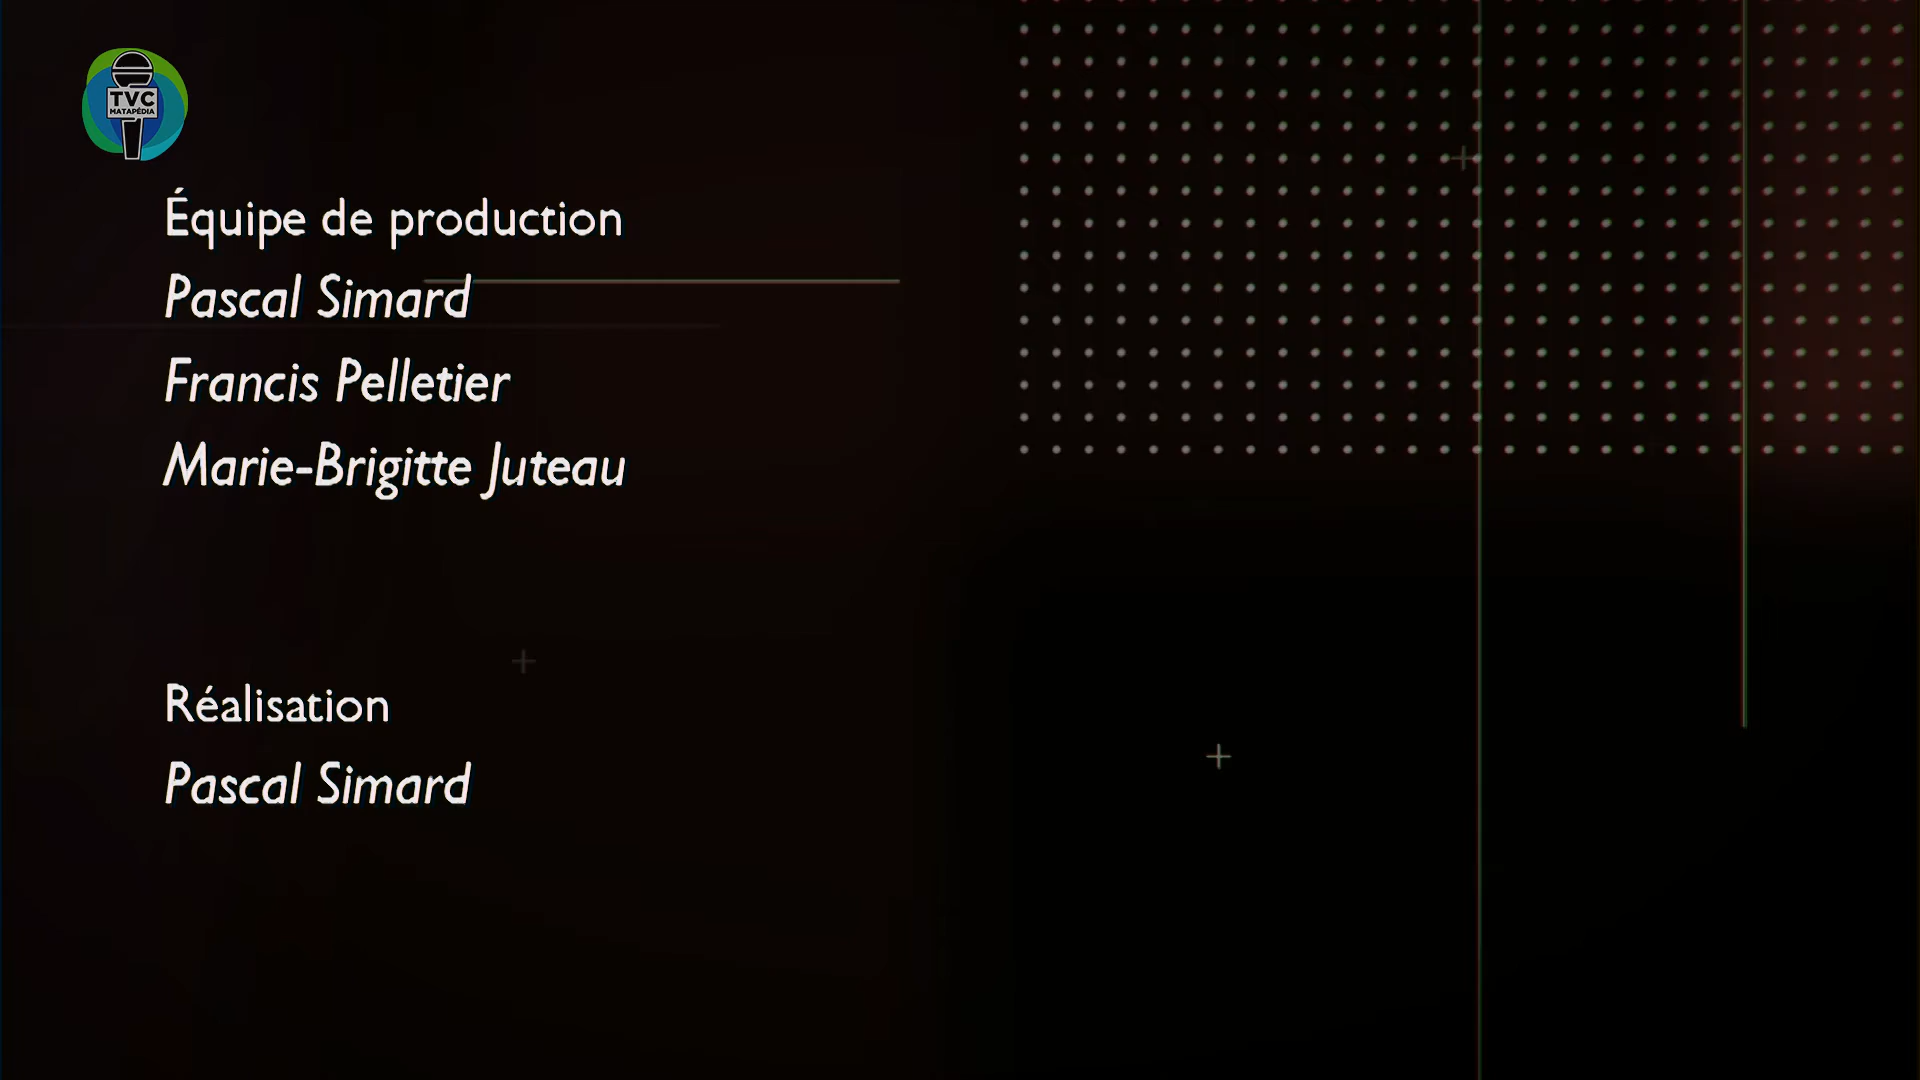 TVC
MATAPÉDIA
Équipe de production
Pascal Simard
Francis Pelletier
Marie-Brigitte Juteau
Réalisation
Pascal Simard